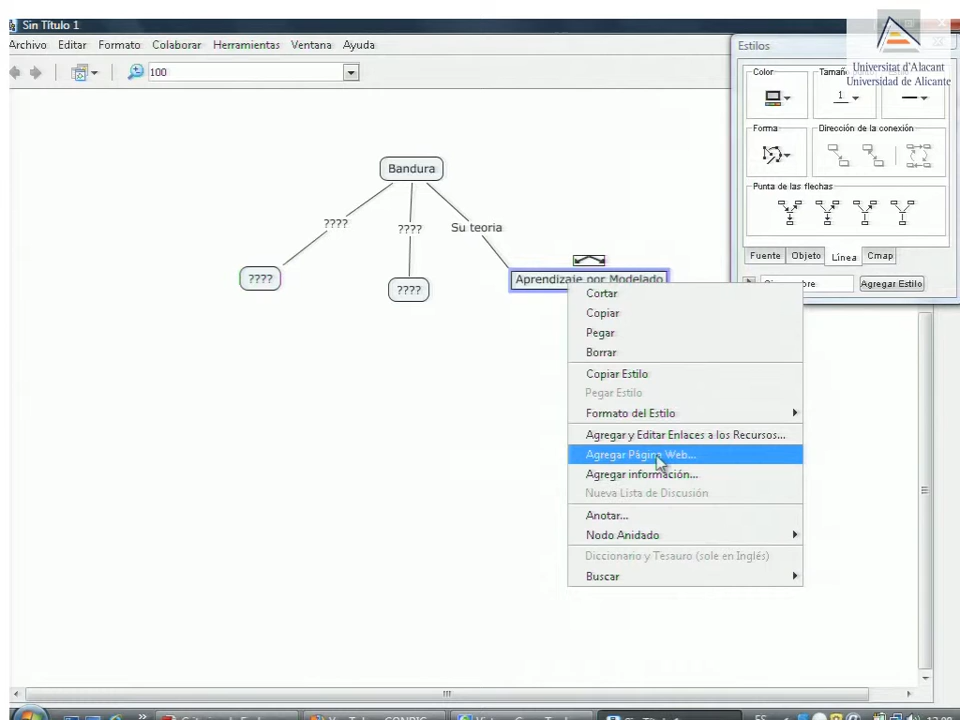 Sin Título 1
Archivo Editar Formato Colaborar Herramientas Ventana Ayuda
100
Estilos
Universitat d'Alacant
Universidad de Alicante
Color
1
Forma
Dirección de la conexión
Punta de las flechas
Fuente Objeto Línea Cmap
Agregar Estilo
Bandura
????
????
Su teoria
????
????
Aprendizaje por Modelado
Cortar
Copiar
Pegar
Borrar
Copiar Estilo
Pegar Estilo
Formato del Estilo
Agregar y Editar Enlaces a los Recursos...
Agregar Página Web...
Agregar información...
Nueva Lista de Discusión
Anotar...
Nodo Anidado
Diccionario y Tesauro (sole en Inglés)
Buscar
ES